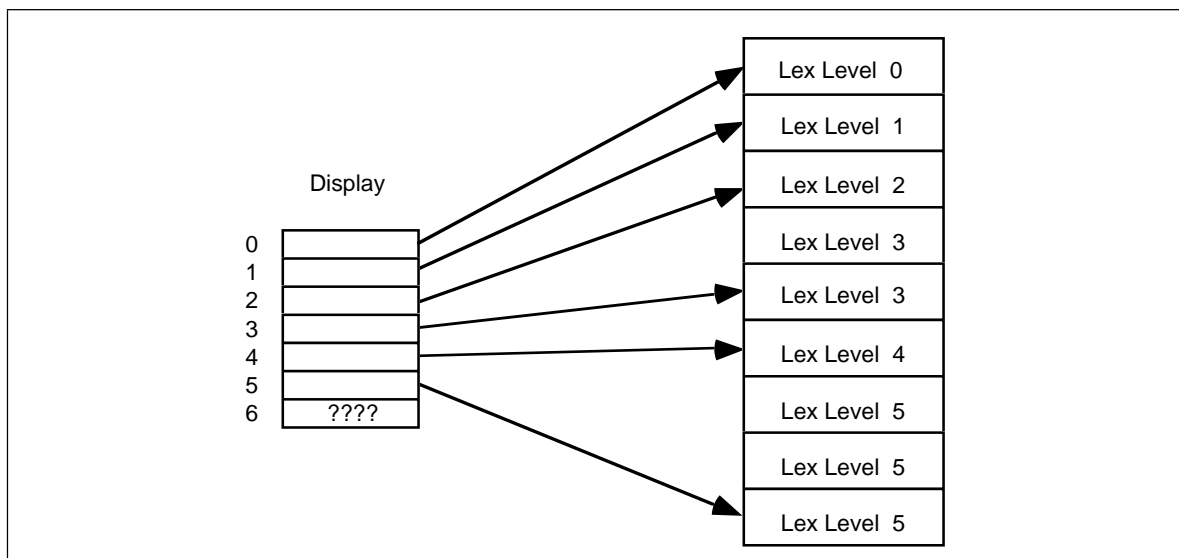 Display
0
1
2
3
4
5
6 ????
Lex Level 0
Lex Level 1
Lex Level 2
Lex Level 3
Lex Level 3
Lex Level 4
Lex Level 5
Lex Level 5
Lex Level 5